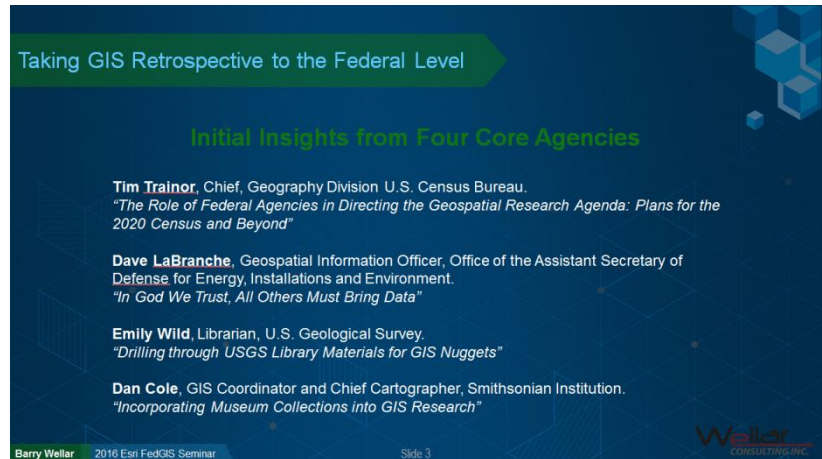 Taking GIS Retrospective to the Federal Level
Initial Insights from Four Core Agencies
Tim Trainor, Chief, Geography Division U.S. Census Bureau.
“The Role of Federal Agencies in Directing the Geospatial Research Agenda: Plans for the
2020 Census and Beyond”
Dave LaBranche, Geospatial Information Officer, Office of the Assistant Secretary of
Defense for Energy, Installations and Environment.
“In God We Trust, All Others Must Bring Data”
Emily Wild, Librarian, U.S. Geological Survey.
“Drilling through USGS Library Materials for GIS Nuggets”
Dan Cole, GIS Coordinator and Chief Cartographer, Smithsonian Institution.
“Incorporating Museum Collections into GIS Research”
Wellar
CONSULTING INC.
Barry Wellar 2016 Esri FedGIS Seminar Slide 3